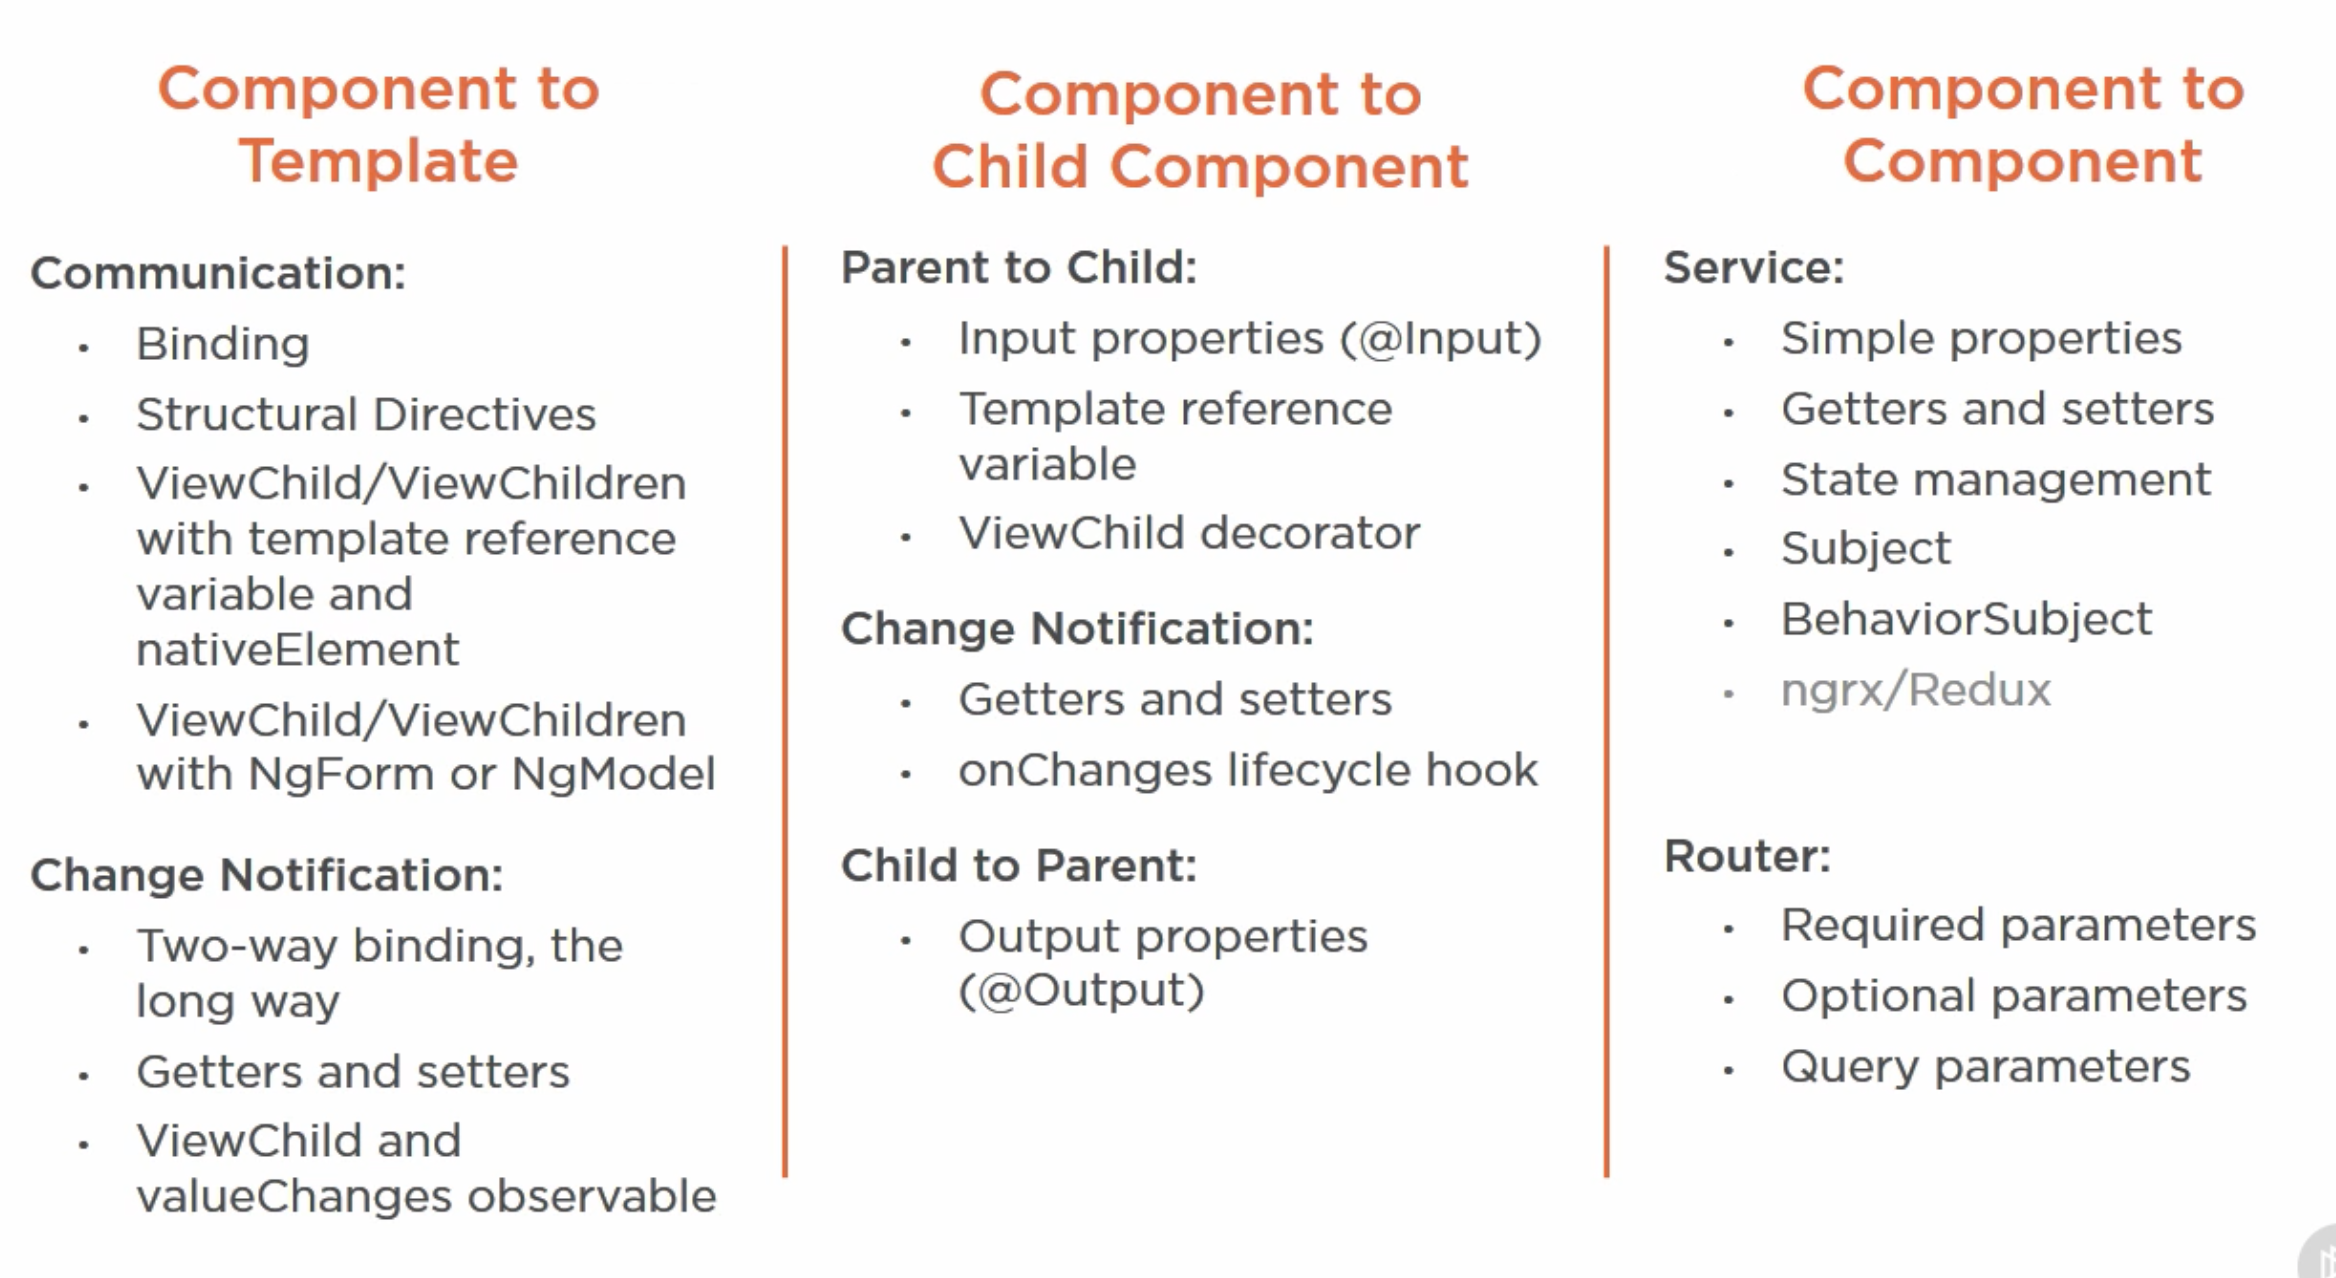 Component to
Template
Communication:
• Binding
• Structural Directives
• ViewChild/ViewChildren
with template reference
variable and
nativeElement
• ViewChild/ViewChildren
with NgForm or NgModel
Change Notification:
• Two-way binding, the
long way
• Getters and setters
• ViewChild and
valueChanges observable
Component to
Child Component
Parent to Child:
• Input properties (@Input)
• Template reference
variable
• ViewChild decorator
Change Notification:
• Getters and setters
• onChanges lifecycle hook
Child to Parent:
• Output properties
(@Output)
Component to
Component
Service:
• Simple properties
• Getters and setters
• State management
• Subject
• BehaviorSubject
• ngrx/Redux
Router:
• Required parameters
• Optional parameters
• Query parameters